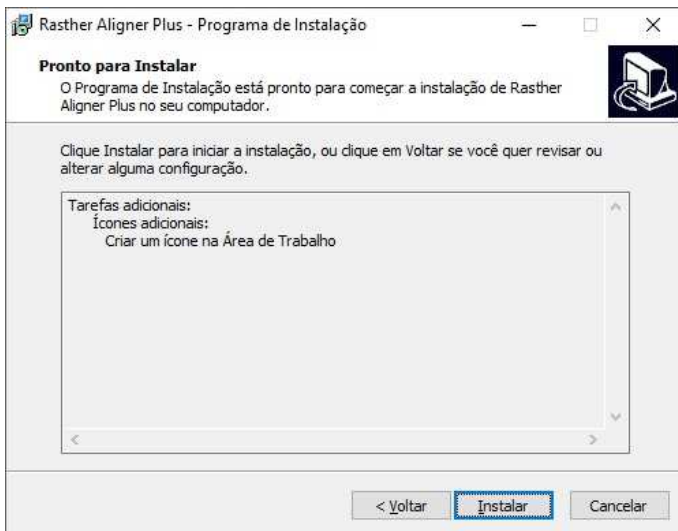 Rasther Aligner Plus - Programa de Instalação
Pronto para Instalar
O Programa de Instalação está pronto para começar a instalação de Rasther
Aligner Plus no seu computador.
Clique Instalar para iniciar a instalação, ou clique em Voltar se você quer revisar ou
alterar alguma configuração.
Tarefas adicionais:
Ícones adicionais:
Criar um ícone na Área de Trabalho
< Voltar
Instalar
Cancelar